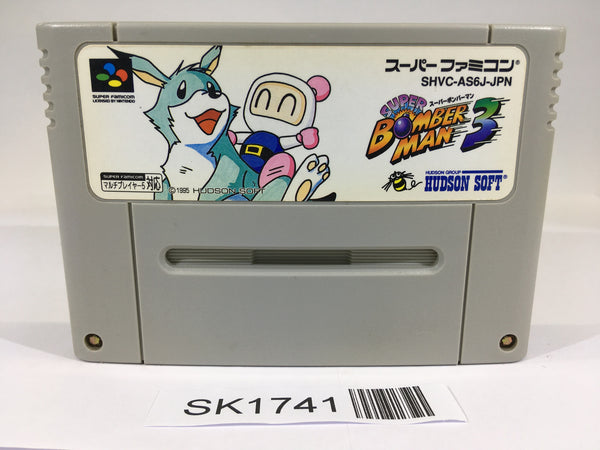 SUPER FAMICOM
LICENSED BY NINTENDO
スーパーファミコン®
SHVC-AS6J-JPN
SUPER
スーパーボンバーマン
BOMBER
MAN 3
HUDSON GROUP
HUDSON SOFT®
SUPER FAMICOM
マルチプレイヤー5 対応
©1995 HUDSON SOFT
SK1741